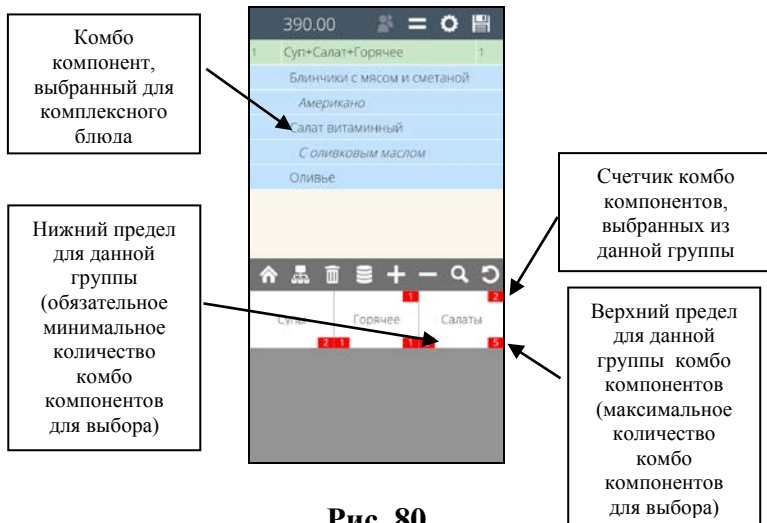 Комбо
компонент,
выбранный для
комплексного
блюда
Нижний предел
для данной
группы
(обязательное
минимальное
количество
комбо
компонентов
для выбора)
390.00
1 Суп+Салат+Горячее 1
Блинчики с мясом и сметаной
Американо
Салат витаминный
С оливковым маслом
Оливье
1 2
Супы Горячее Салаты
2 1 1 5
Счетчик комбо
компонентов,
выбранных из
данной группы
Верхний предел
для данной
группы комбо
компонентов
(максимальное
количество
комбо
компонентов
для выбора)
Рис. 80